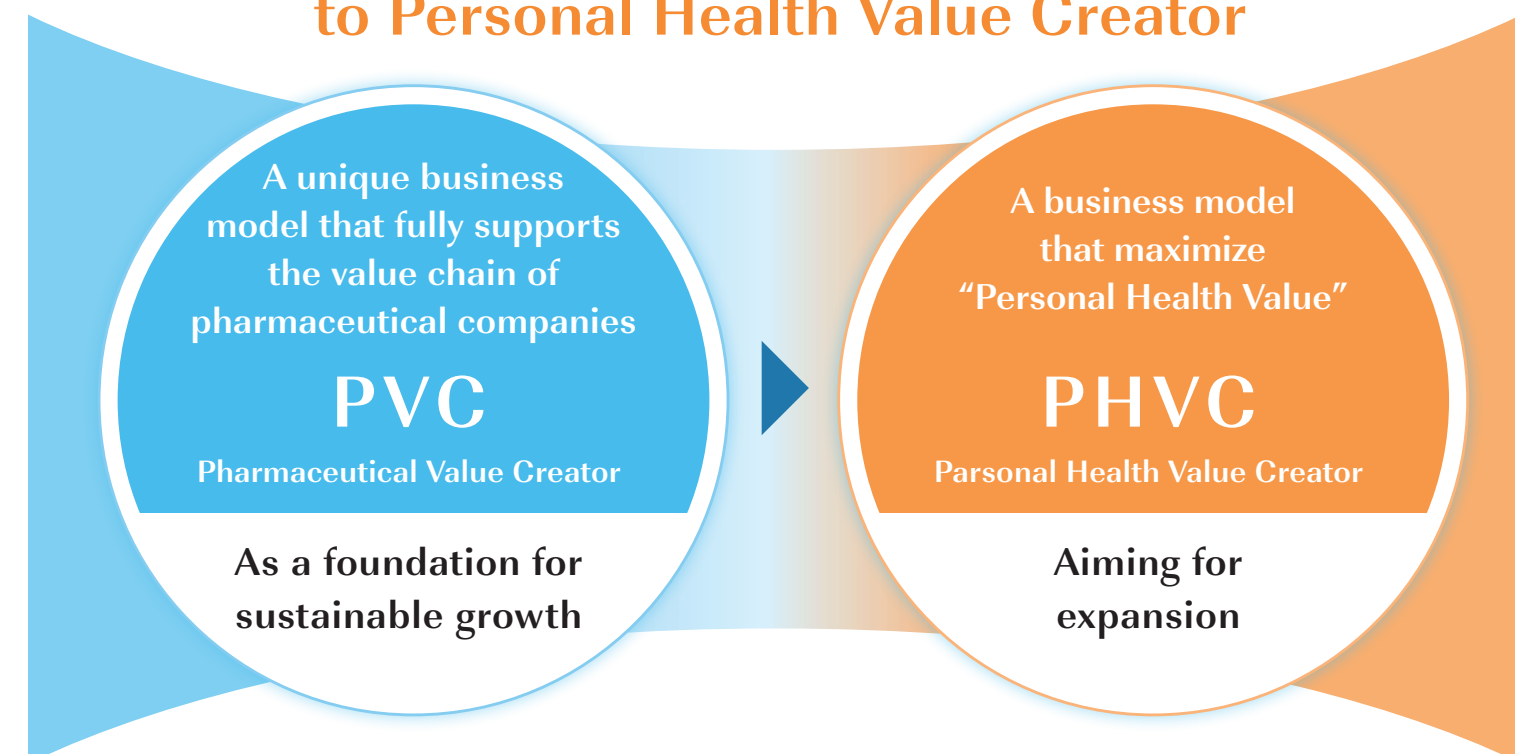 to Personal Health Value Creator
A unique business
model that fully supports
the value chain of
pharmaceutical companies
PVC
Pharmaceutical Value Creator
As a foundation for
sustainable growth
A business model
that maximize
“Personal Health Value”
PHVC
Parsonal Health Value Creator
Aiming for
expansion